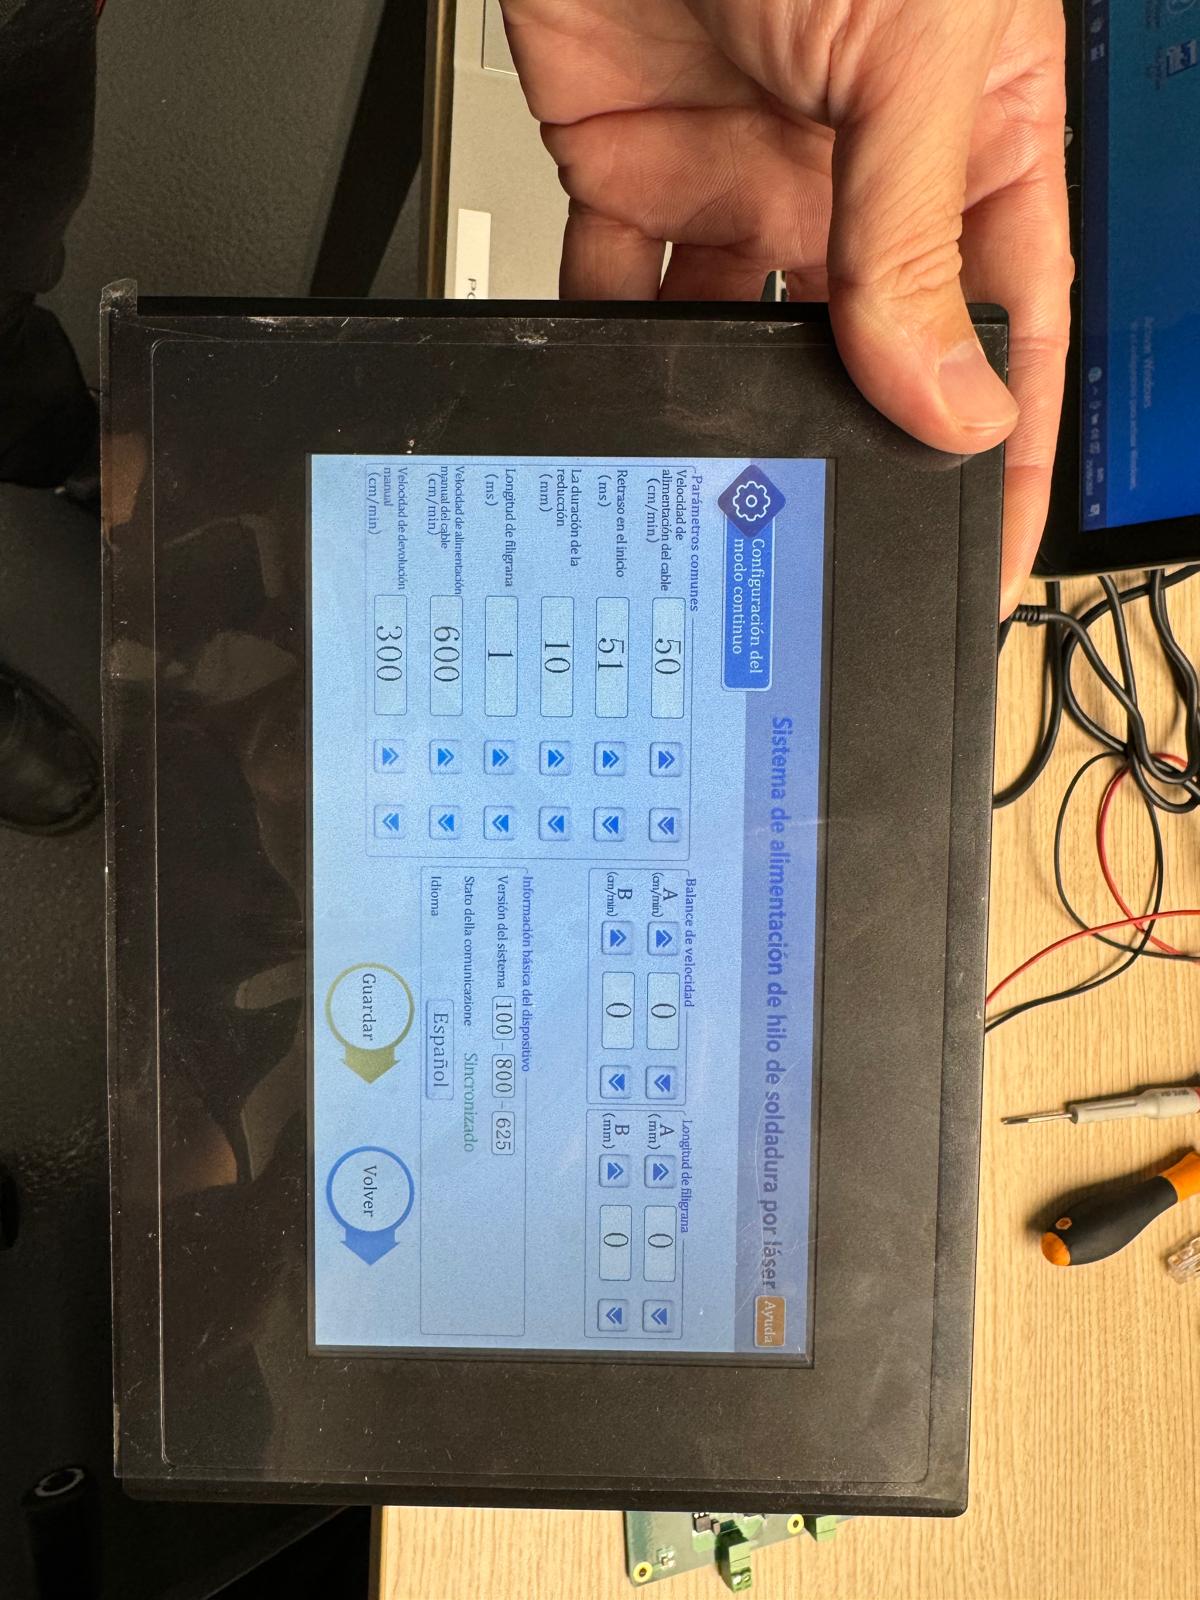 Activar Windows
Sistema de alimentación de hilo de soldadura por láser
Ayuda
Configuración del
modo continuo
Parámetros comunes
Velocidad de
alimentación del cable
(cm/min)
50
Retraso en el inicio
(ms)
51
La duración de la
reducción
(mm)
10
Longitud de filigrana
(ms)
1
Velocidad de alimentación
manual del cable
(cm/min)
600
Velocidad de devolución
manual
(cm/min)
300
Balance de velocidad
A
(cm/min)
0
B
(cm/min)
0
Longitud de filigrana
A
(mm)
0
B
(mm)
0
Información básica del dispositivo
Versión del sistema 100-800-625
Stato della comunicazione Sincronizado
Idioma Español
Guardar
Volver